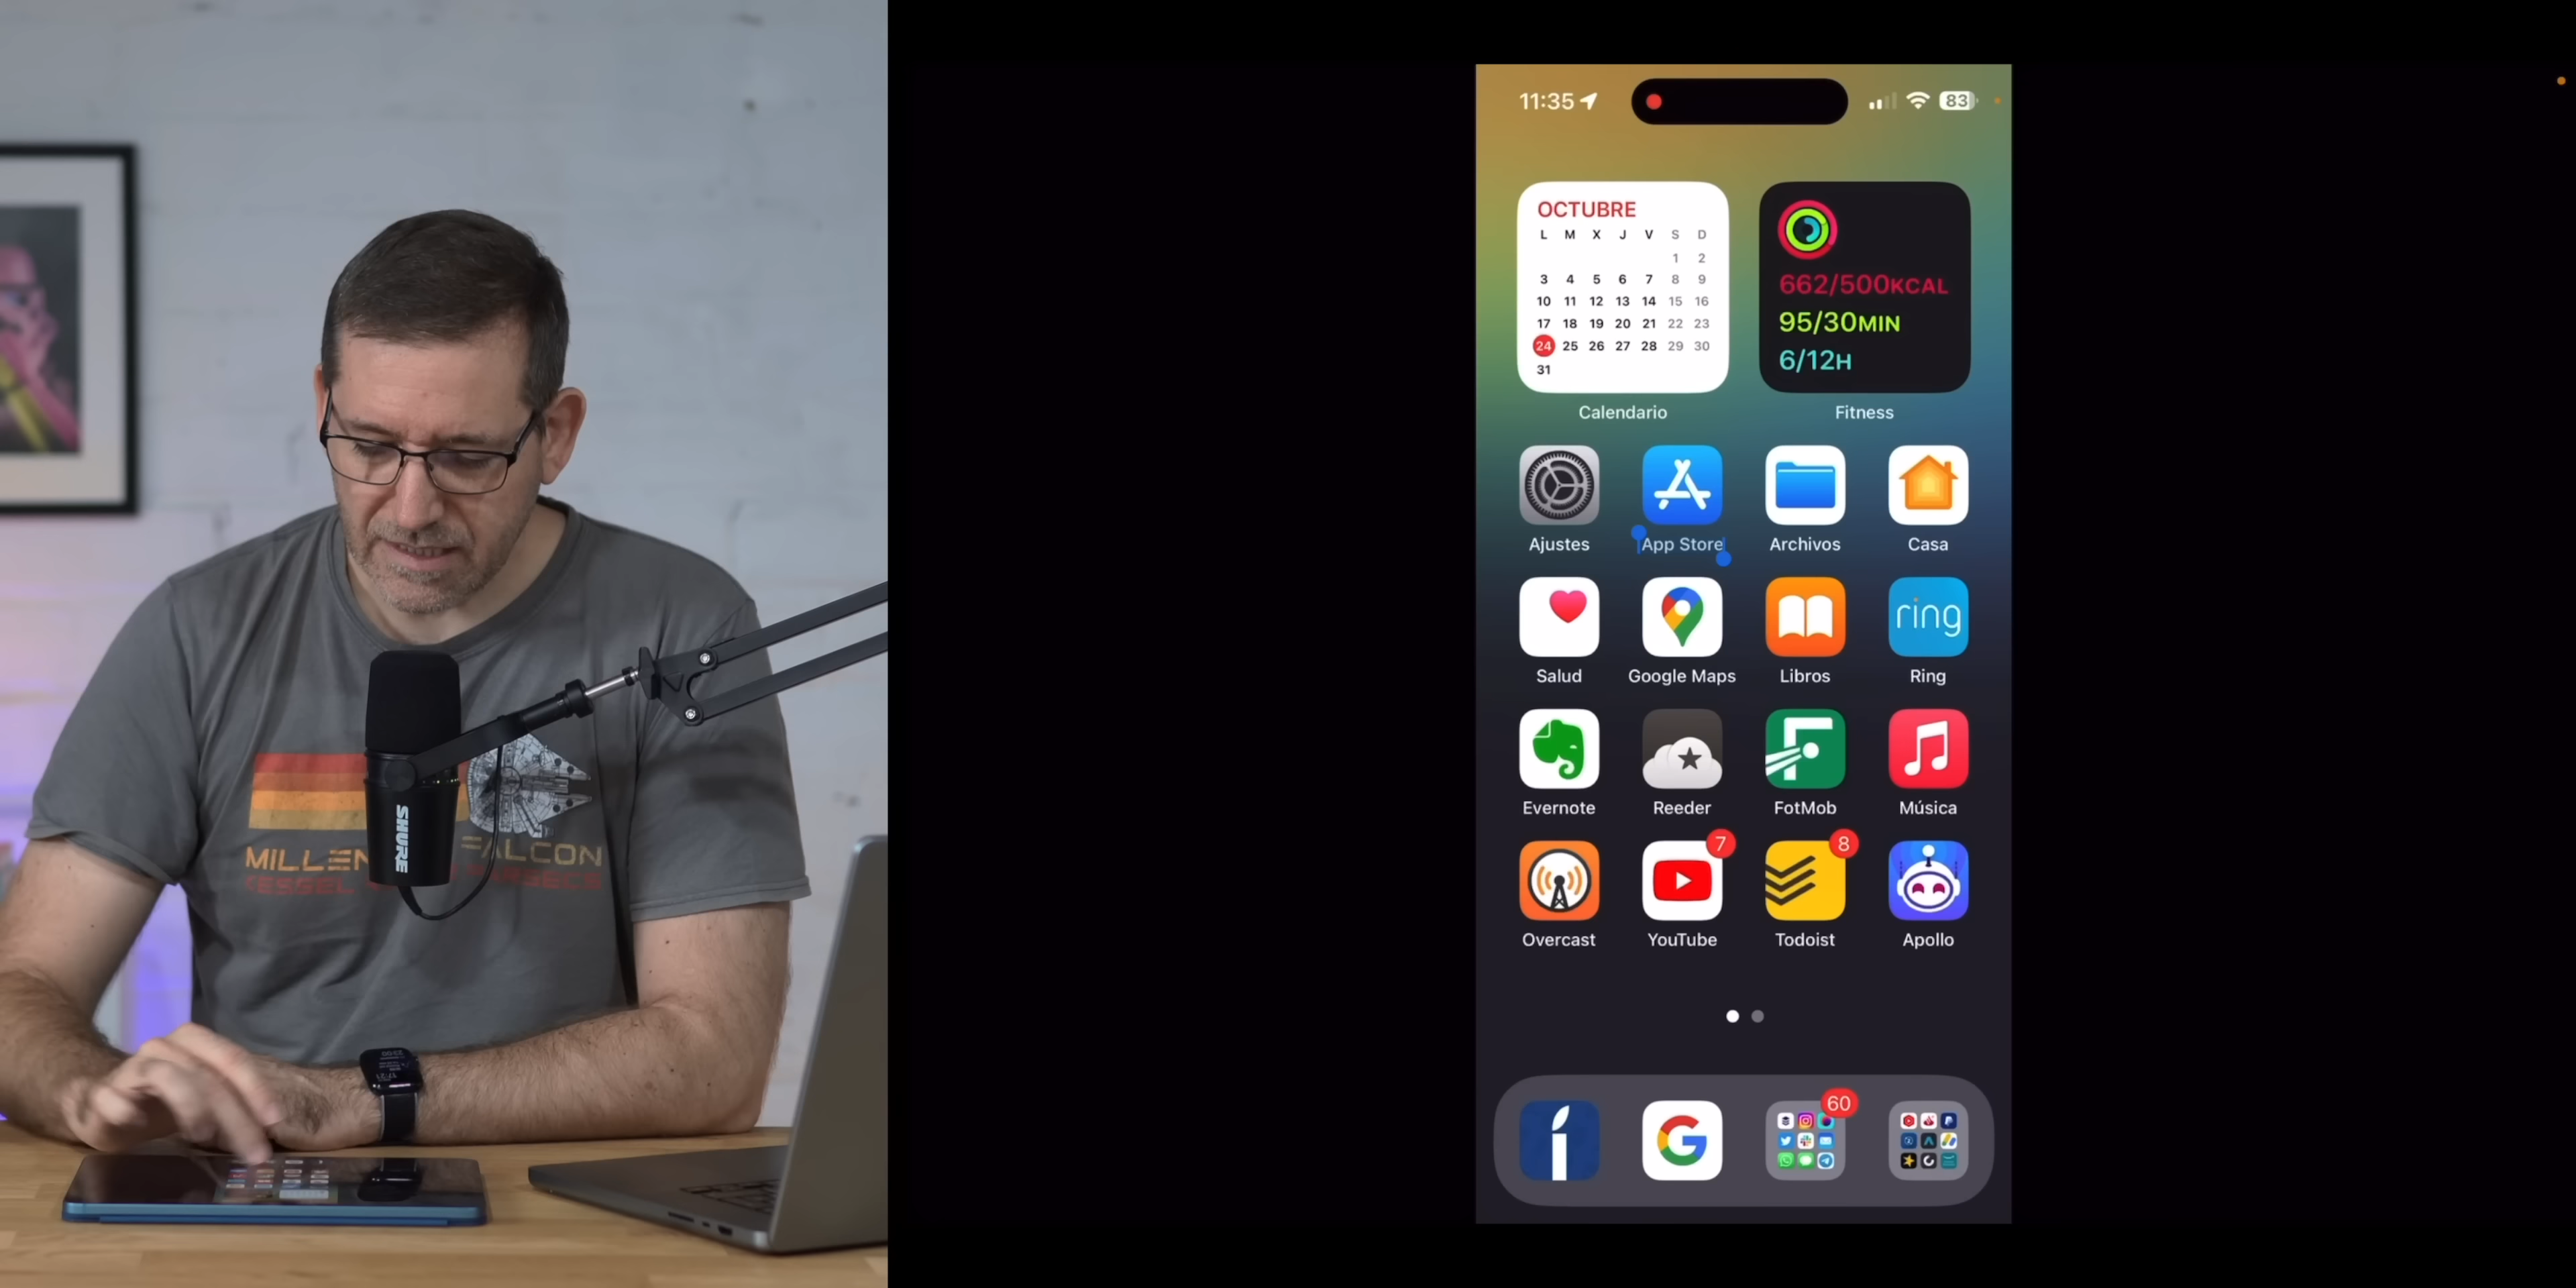 SHURE
MILLEN FALCON
11:35
83
OCTUBRE
L M X J V S D
1 2
3 4 5 6 7 8 9
10 11 12 13 14 15 16
17 18 19 20 21 22 23
24 25 26 27 28 29 30
31
Calendario
662/500KCAL
95/30MIN
6/12H
Fitness
Ajustes
App Store
Archivos
Casa
ring
Salud
Google Maps
Libros
Ring
Evernote
Reeder
FotMob
Música
7
8
Overcast
YouTube
Todoist
Apollo
60